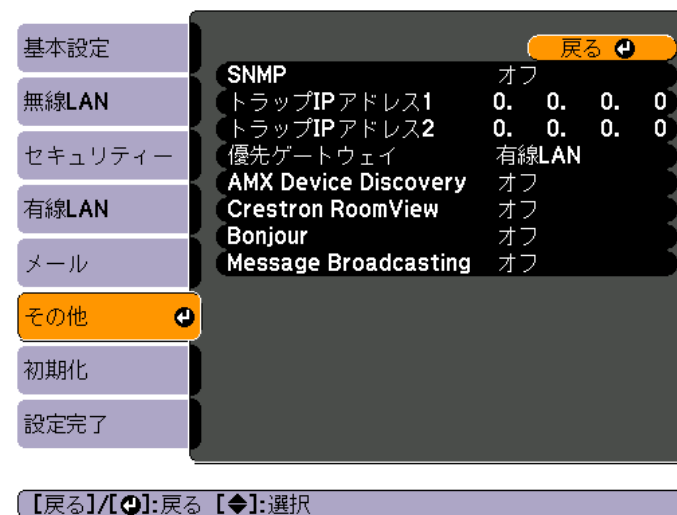 基本設定
無線LAN
セキュリティー
有線LAN
メール
その他
初期化
設定完了
戻る
SNMP オフ
トラップIPアドレス1 0. 0. 0. 0
トラップIPアドレス2 0. 0. 0. 0
優先ゲートウェイ 有線LAN
AMX Device Discovery オフ
Crestron RoomView オフ
Bonjour オフ
Message Broadcasting オフ
[戻る]/[⏎]:戻る [◆]:選択